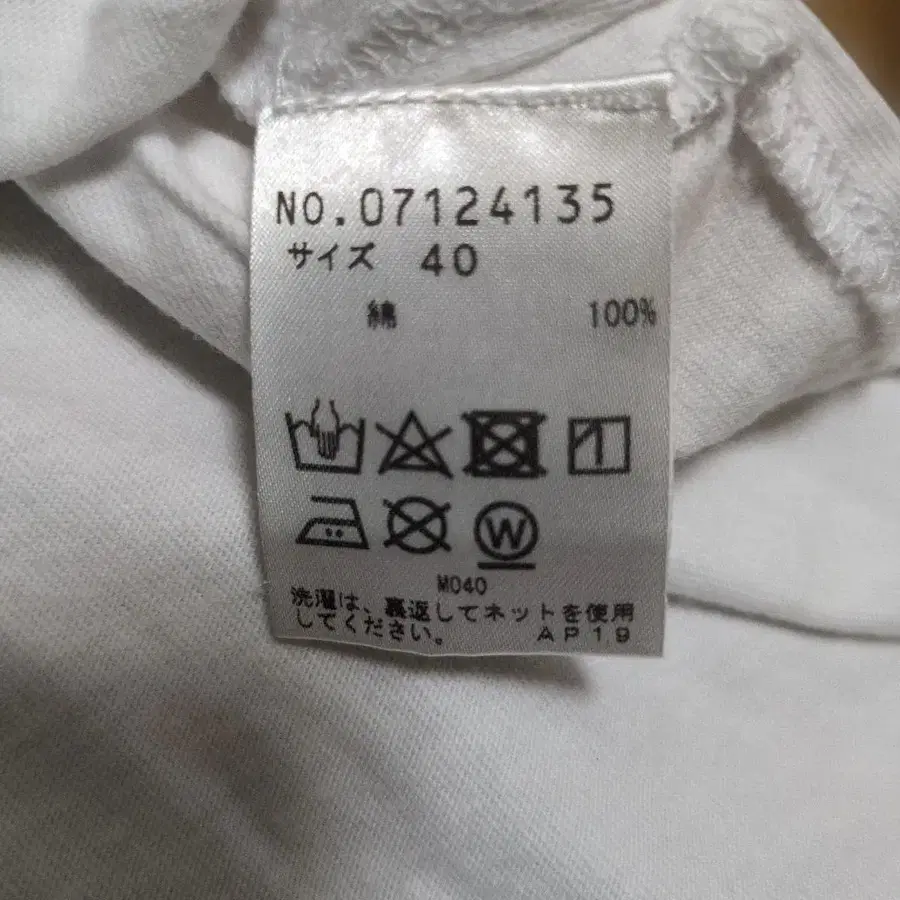 NO.07124135
サイズ 40
綿 100%
W
M040
洗濯は、裏返してネットを使用
してください。 AP19